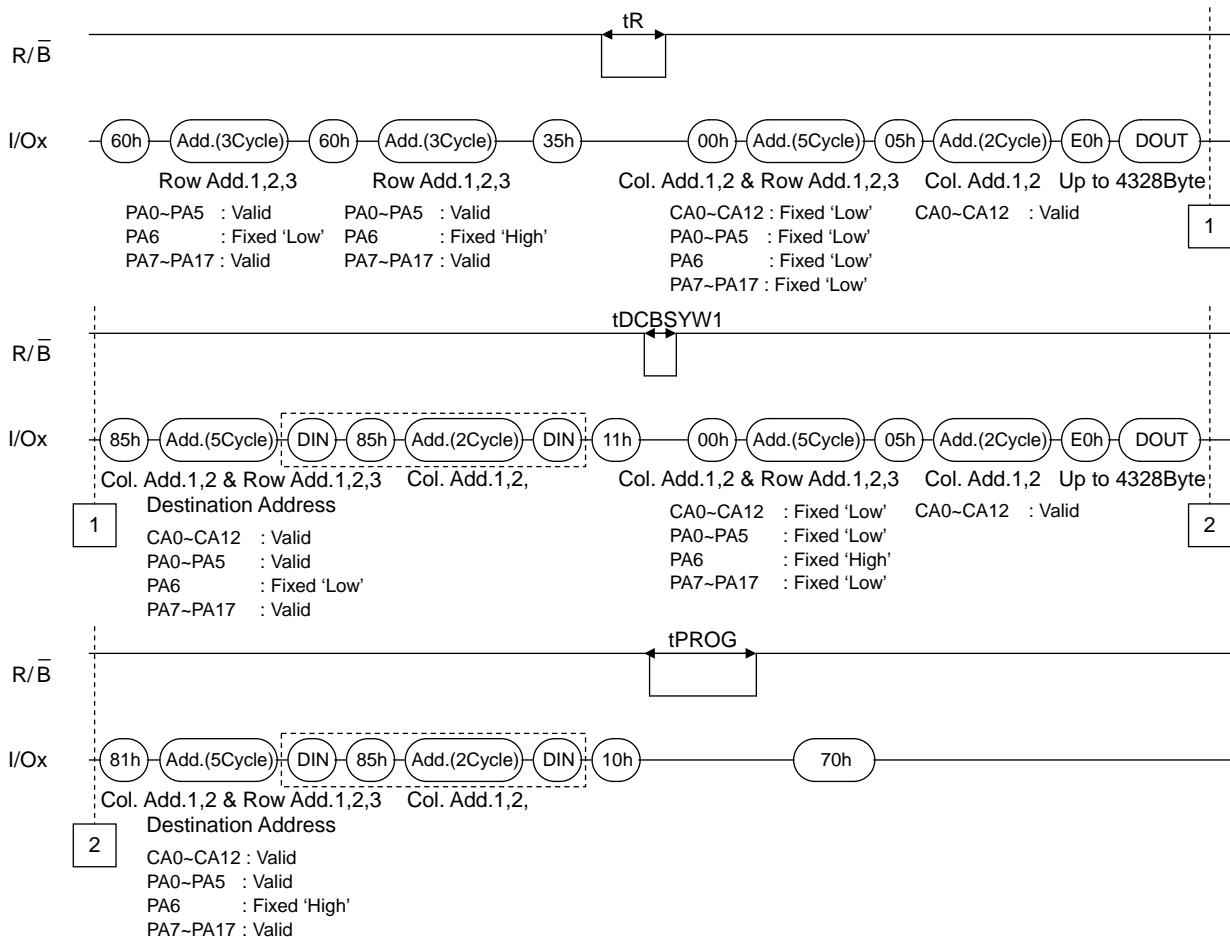 tR
R/B̅
I/Ox 60h Add.(3Cycle) 60h Add.(3Cycle) 35h 00h Add.(5Cycle) 05h Add.(2Cycle) E0h DOUT
Row Add.1,2,3 Row Add.1,2,3 Col. Add.1,2 & Row Add.1,2,3 Col. Add.1,2 Up to 4328Byte
PA0~PA5 : Valid PA0~PA5 : Valid CA0~CA12 : Fixed ‘Low’ CA0~CA12 : Valid
PA6 : Fixed ‘Low’ PA6 : Fixed ‘High’ PA0~PA5 : Fixed ‘Low’
PA7~PA17 : Valid PA7~PA17 : Valid PA6 : Fixed ‘Low’
PA7~PA17 : Fixed ‘Low’
1
tDCBSYW1
R/B̅
I/Ox 85h Add.(5Cycle) DIN 85h Add.(2Cycle) DIN 11h 00h Add.(5Cycle) 05h Add.(2Cycle) E0h DOUT
Col. Add.1,2 & Row Add.1,2,3 Col. Add.1,2, Col. Add.1,2 & Row Add.1,2,3 Col. Add.1,2 Up to 4328Byte
Destination Address
1
CA0~CA12 : Valid
PA0~PA5 : Valid
PA6 : Fixed ‘Low’
PA7~PA17 : Valid
CA0~CA12 : Fixed ‘Low’ CA0~CA12 : Valid
PA0~PA5 : Fixed ‘Low’
PA6 : Fixed ‘High’
PA7~PA17 : Fixed ‘Low’
2
tPROG
R/B̅
I/Ox 81h Add.(5Cycle) DIN 85h Add.(2Cycle) DIN 10h 70h
Col. Add.1,2 & Row Add.1,2,3 Col. Add.1,2,
Destination Address
2
CA0~CA12 : Valid
PA0~PA5 : Valid
PA6 : Fixed ‘High’
PA7~PA17 : Valid